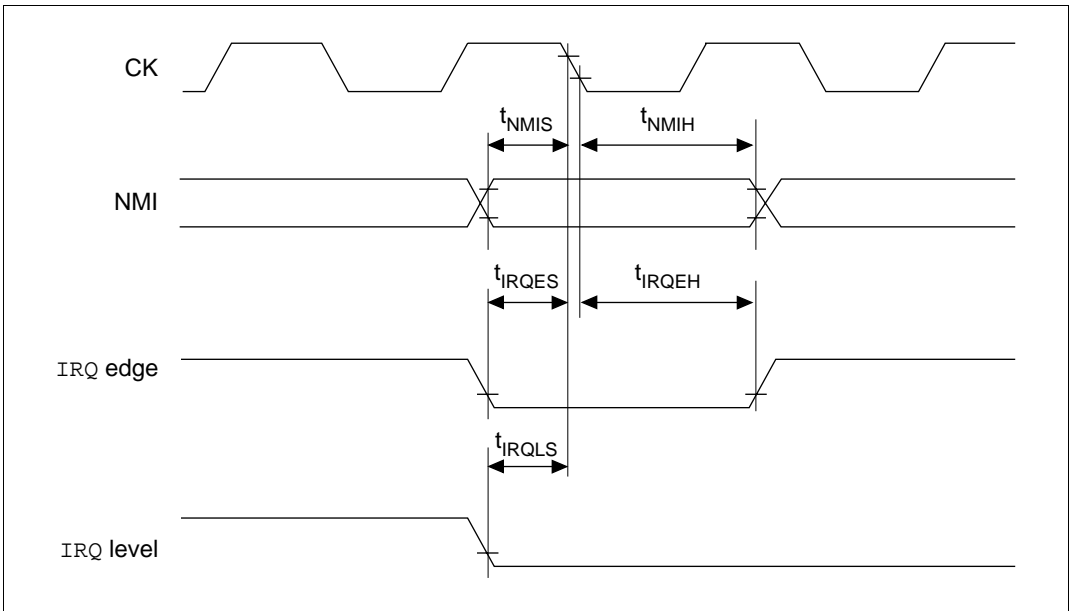 CK
tNMIS
tNMIH
NMI
tIRQES
tIRQEH
IRQ edge
tIRQLS
IRQ level